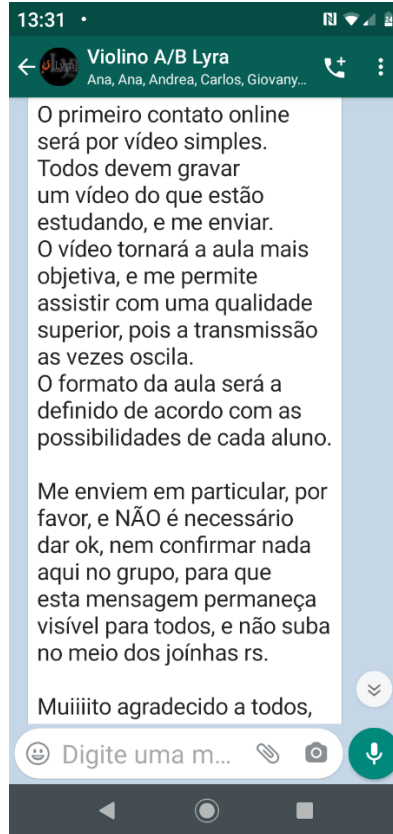 13:31
Violino A/B Lyra
Ana, Ana, Andrea, Carlos, Giovany...
O primeiro contato online
será por vídeo simples.
Todos devem gravar
um vídeo do que estão
estudando, e me enviar.
O vídeo tornará a aula mais
objetiva, e me permite
assistir com uma qualidade
superior, pois a transmissão
as vezes oscila.
O formato da aula será a
definido de acordo com as
possibilidades de cada aluno.
Me enviem em particular, por
favor, e NÃO é necessário
dar ok, nem confirmar nada
aqui no grupo, para que
esta mensagem permaneça
visível para todos, e não suba
no meio dos joínhas rs.
Muiiiito agradecido a todos,
Digite uma m...